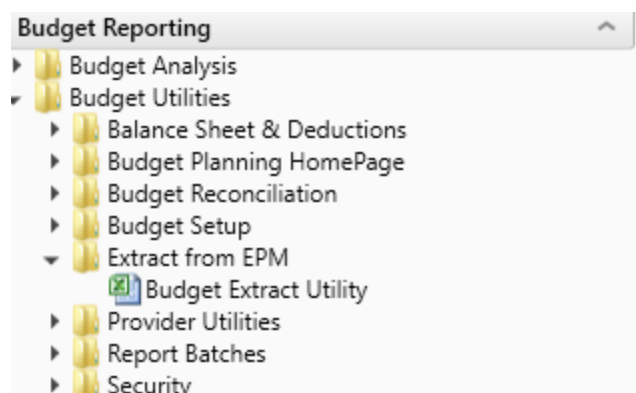 Budget Reporting
Budget Analysis
Budget Utilities
Balance Sheet & Deductions
Budget Planning HomePage
Budget Reconciliation
Budget Setup
Extract from EPM
Budget Extract Utility
Provider Utilities
Report Batches
Security